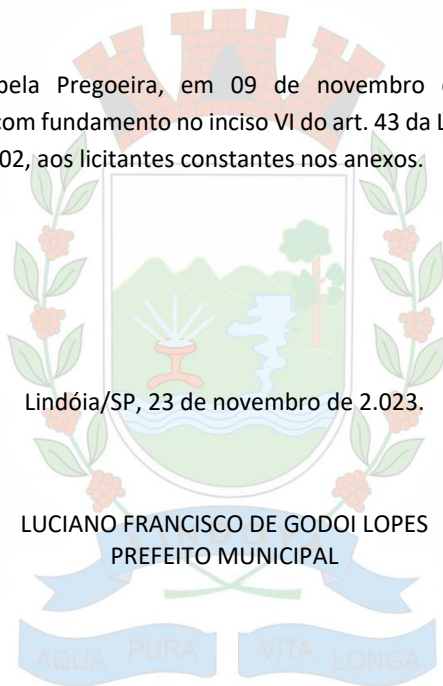 pela Pregoeira, em 09 de novembro
com fundamento no inciso VI do art. 43 da
02, aos licitantes constantes nos anexos.
Lindóia/SP, 23 de novembro de 2.023.
LUCIANO FRANCISCO DE GODOI LOPES
PREFEITO MUNICIPAL
LINDOYA
AQUA PURA VITA LONGA